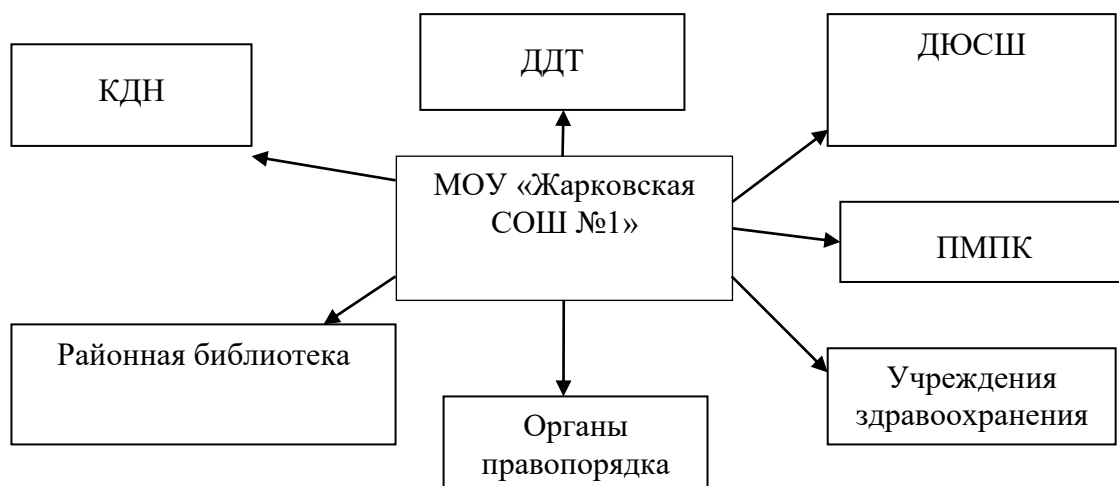 КДН
ДДТ
ДЮСШ
МОУ «Жарковская
СОШ №1»
ПМПК
Районная библиотека
Органы
правопорядка
Учреждения
здравоохранения